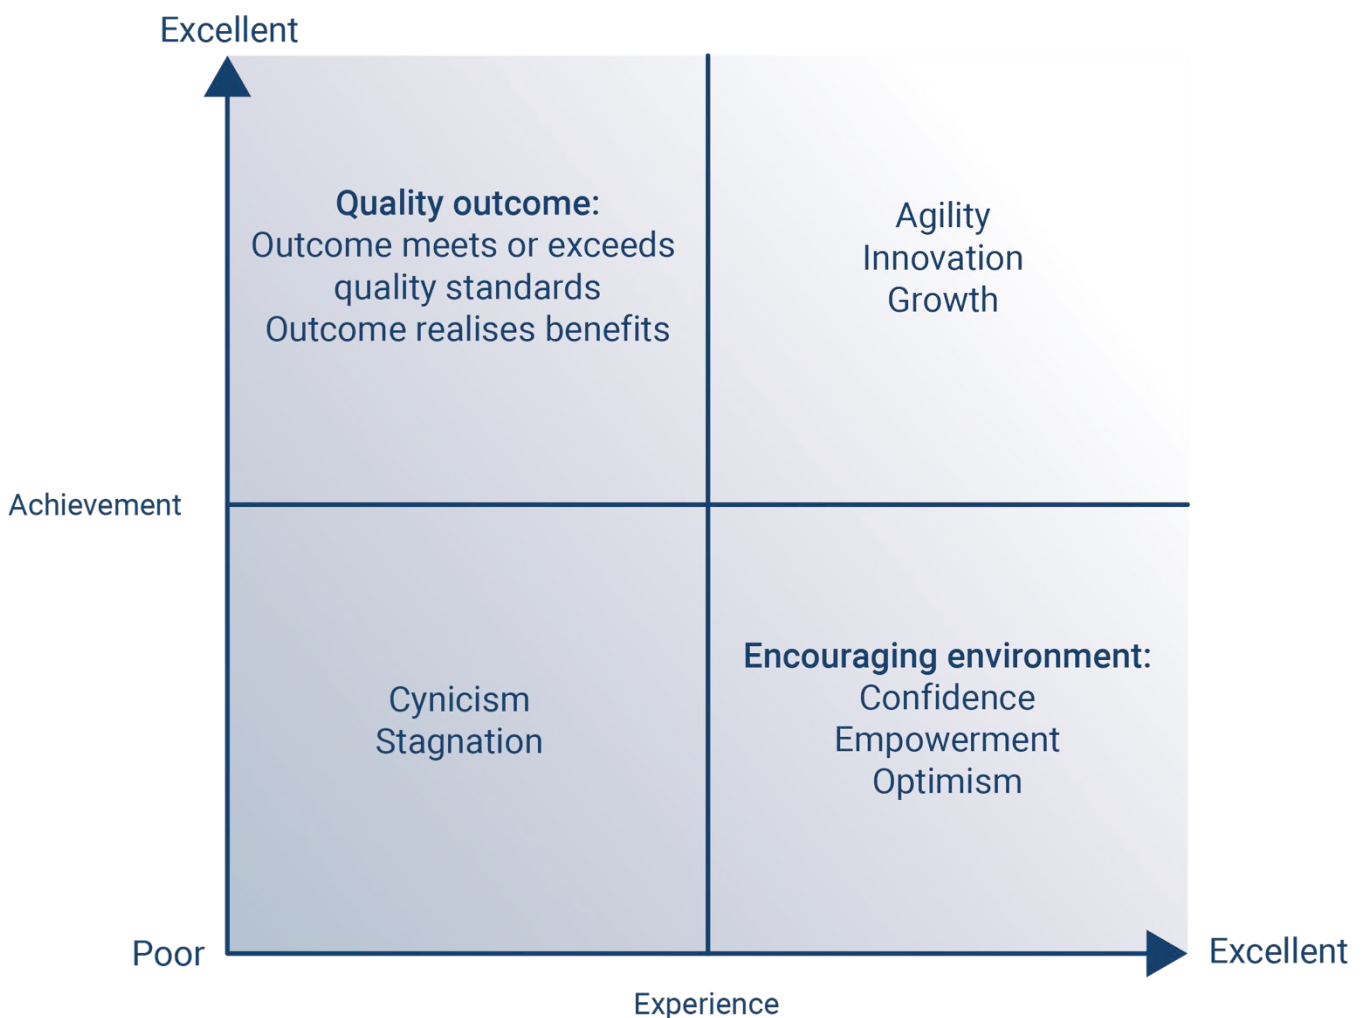 Excellent
Quality outcome:
Outcome meets or exceeds
quality standards
Outcome realises benefits
Agility
Innovation
Growth
Achievement
Cynicism
Stagnation
Encouraging environment:
Confidence
Empowerment
Optimism
Poor
Excellent
Experience